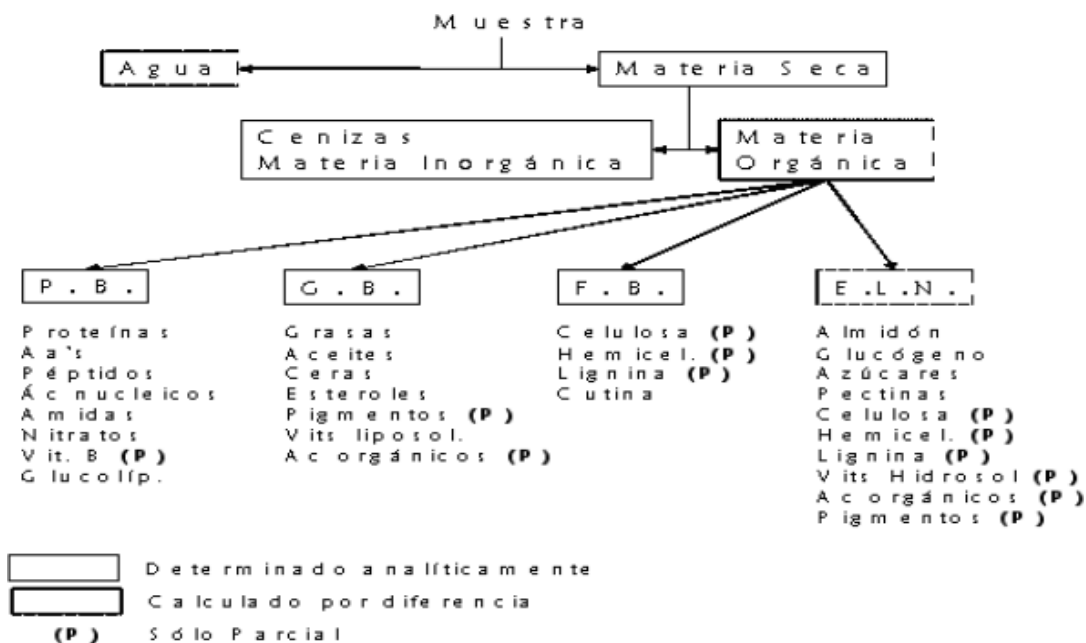 Muestra
Agua
Materia Seca
Cenizas
Materia Inorgánica
Materia
Orgánica
P.B.
Proteínas
Aa's
Péptidos
Ác nucleicos
Amidas
Nitratos
Vit. B (P)
Glucolíp.
G.B.
Grasas
Aceites
Ceras
Esteroles
Pigmentos (P)
Vits liposol.
Ac orgánicos (P)
F.B.
Celulosa (P)
Hemicel. (P)
Lignina (P)
Cutina
E.L.N.
Almidón
Glucógeno
Azúcares
Pectinas
Celulosa (P)
Hemicel. (P)
Lignina (P)
Vits Hidrosol (P)
Ac orgánicos (P)
Pigmentos (P)
Determinado analíticamente
Calculado por diferencia
(P) Sólo Parcial